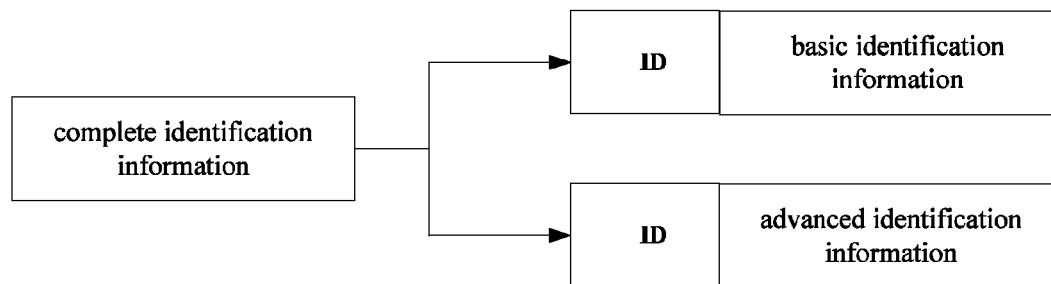 ID
basic identification
information
complete identification
information
ID
advanced identification
information